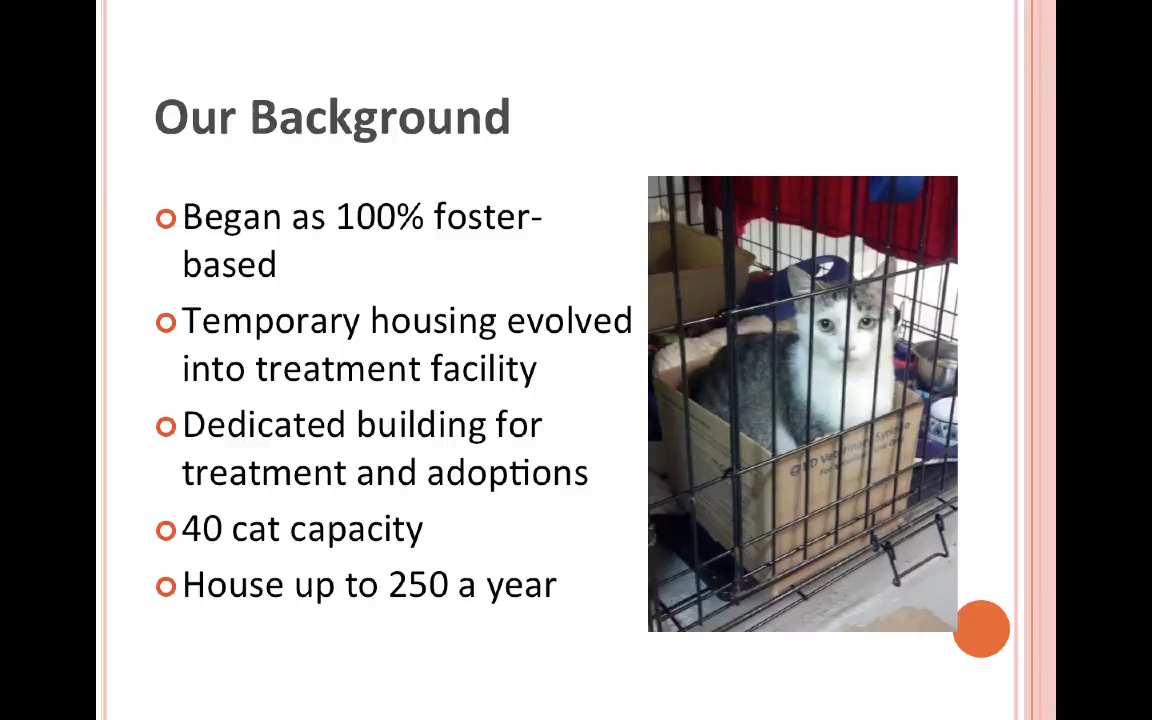 Our Background
Began as 100% foster-
based
Temporary housing evolved
into treatment facility
Dedicated building for
treatment and adoptions
40 cat capacity
House up to 250 a year